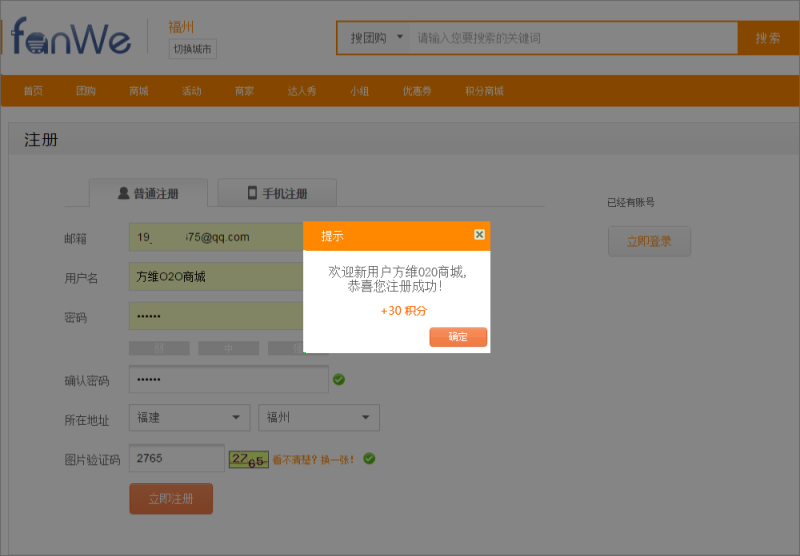 fanWe
福州
切换城市
搜团购
请输入您要搜索的关键词
搜索
首页 团购 商城 活动 商家 达人秀 小组 优惠券 积分商城
注册
普通注册 手机注册
已经有账号
立即登录
邮箱 19_ 675@qq.com
用户名 方维O2O商城
密码 ••••••
中
确认密码 ••••••
所在地址 福建 福州
图片验证码 2765 2765 看不清楚？换一张！
立即注册
提示
欢迎新用户方维O2O商城,
恭喜您注册成功！
+30 积分
确定